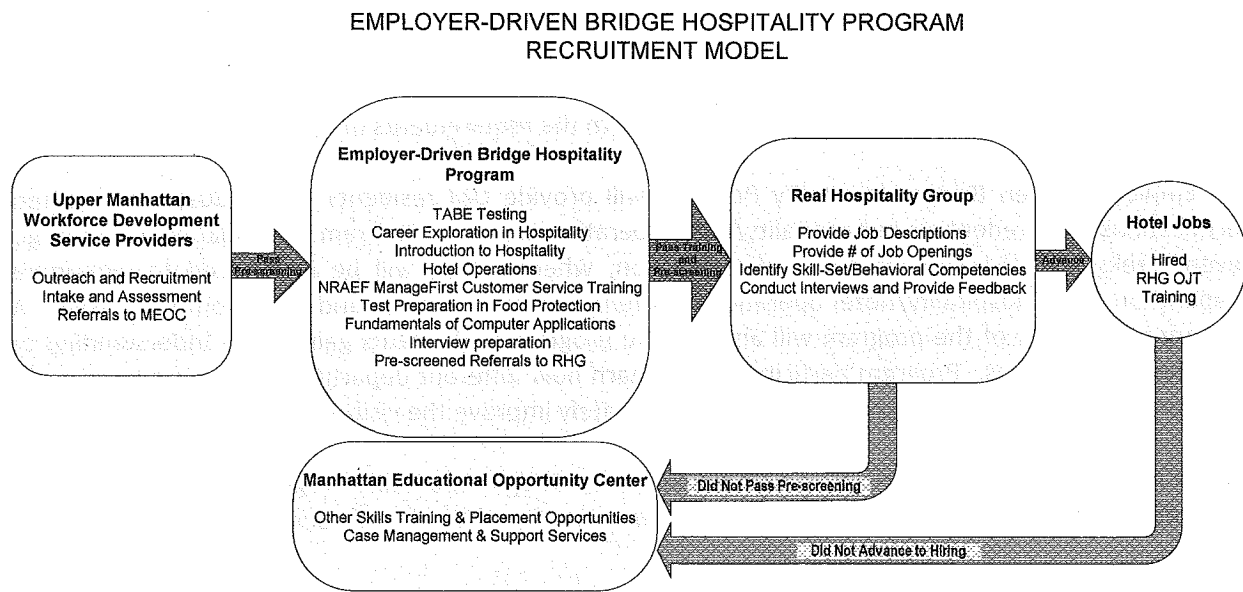 EMPLOYER-DRIVEN BRIDGE HOSPITALITY PROGRAM
RECRUITMENT MODEL
Upper Manhattan
Workforce Development
Service Providers
Outreach and Recruitment
Intake and Assessment
Referrals to MEOC
Pass
Pre-screening
Employer-Driven Bridge Hospitality
Program
TABE Testing
Career Exploration in Hospitality
Introduction to Hospitality
Hotel Operations
NRAEF ManageFirst Customer Service Training
Test Preparation in Food Protection
Fundamentals of Computer Applications
Interview preparation
Pre-screened Referrals to RHG
Pass Training
and
Pre-screening
Real Hospitality Group
Provide Job Descriptions
Provide # of Job Openings
Identify Skill-Set/Behavioral Competencies
Conduct Interviews and Provide Feedback
Advance
Hotel Jobs
Hired
RHG OJT
Training
Manhattan Educational Opportunity Center
Other Skills Training & Placement Opportunities
Case Management & Support Services
Did Not Pass Pre-screening
Did Not Advance to Hiring